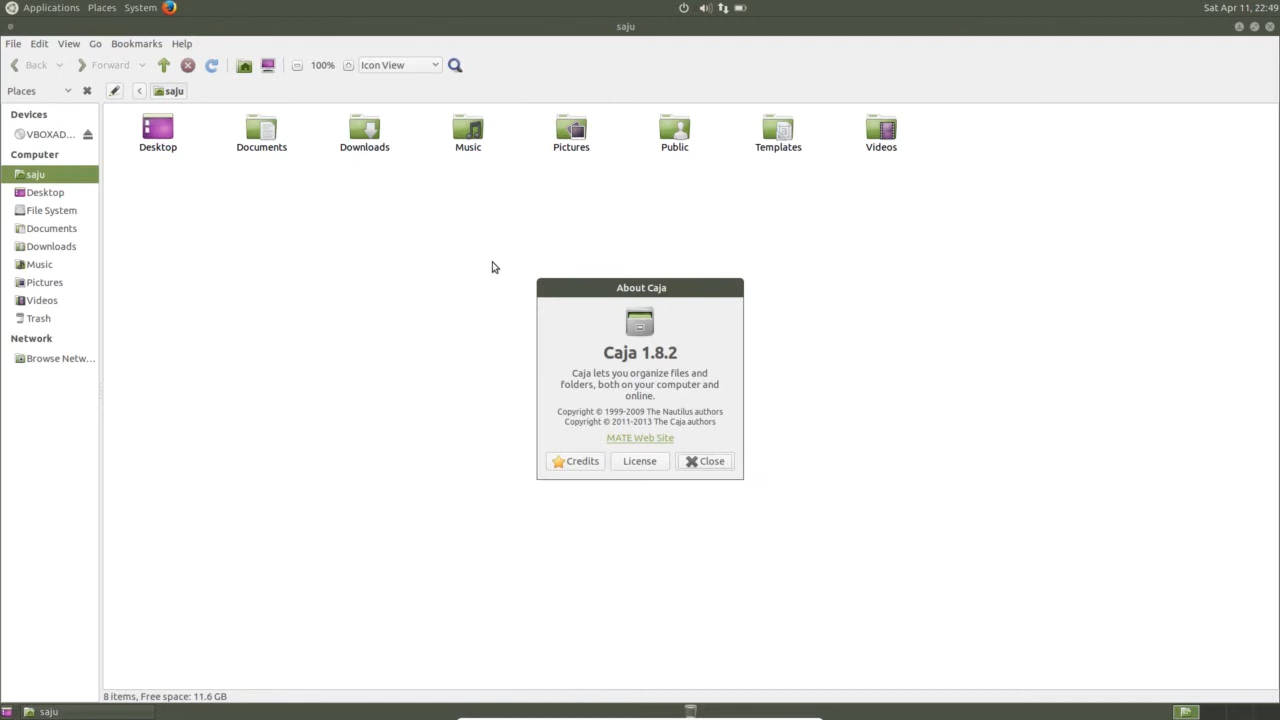 Applications Places System Sat Apr 11, 22:49
saju
File Edit View Go Bookmarks Help
Back Forward 100% Icon View
Places saju
Devices
VBOXAD...
Computer
saju
Desktop
File System
Documents
Downloads
Music
Pictures
Videos
Trash
Network
Browse Netw...
Desktop Documents Downloads Music Pictures Public Templates Videos
About Caja
Caja 1.8.2
Caja lets you organize files and
folders, both on your computer and
online.
Copyright © 1999-2009 The Nautilus authors
Copyright © 2011-2013 The Caja authors
MATE Web Site
Credits License Close
8 items, Free space: 11.6 GB
saju